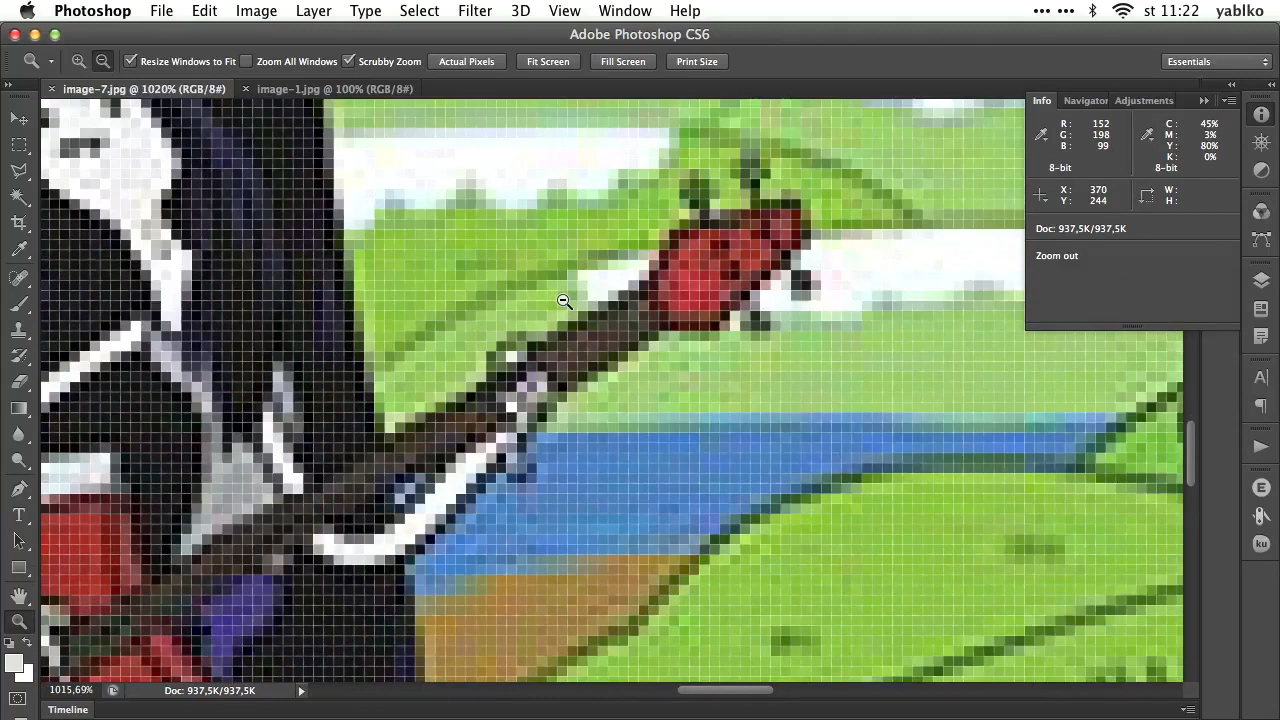 Photoshop File Edit Image Layer Type Select Filter 3D View Window Help st 11:22 yablko
Adobe Photoshop CS6
Resize Windows to Fit Zoom All Windows Scrubby Zoom Actual Pixels Fit Screen Fill Screen Print Size Essentials
image-7.jpg @ 1020% (RGB/8#) image-1.jpg @ 100% (RGB/8#)
Info Navigator Adjustments
R: 152 C: 45%
G: 198 M: 3%
B: 99 Y: 80%
K: 0%
8-bit 8-bit
X: 370 W:
Y: 244 H:
Doc: 937,5K/937,5K
Zoom out
1015,69% Doc: 937,5K/937,5K
Timeline